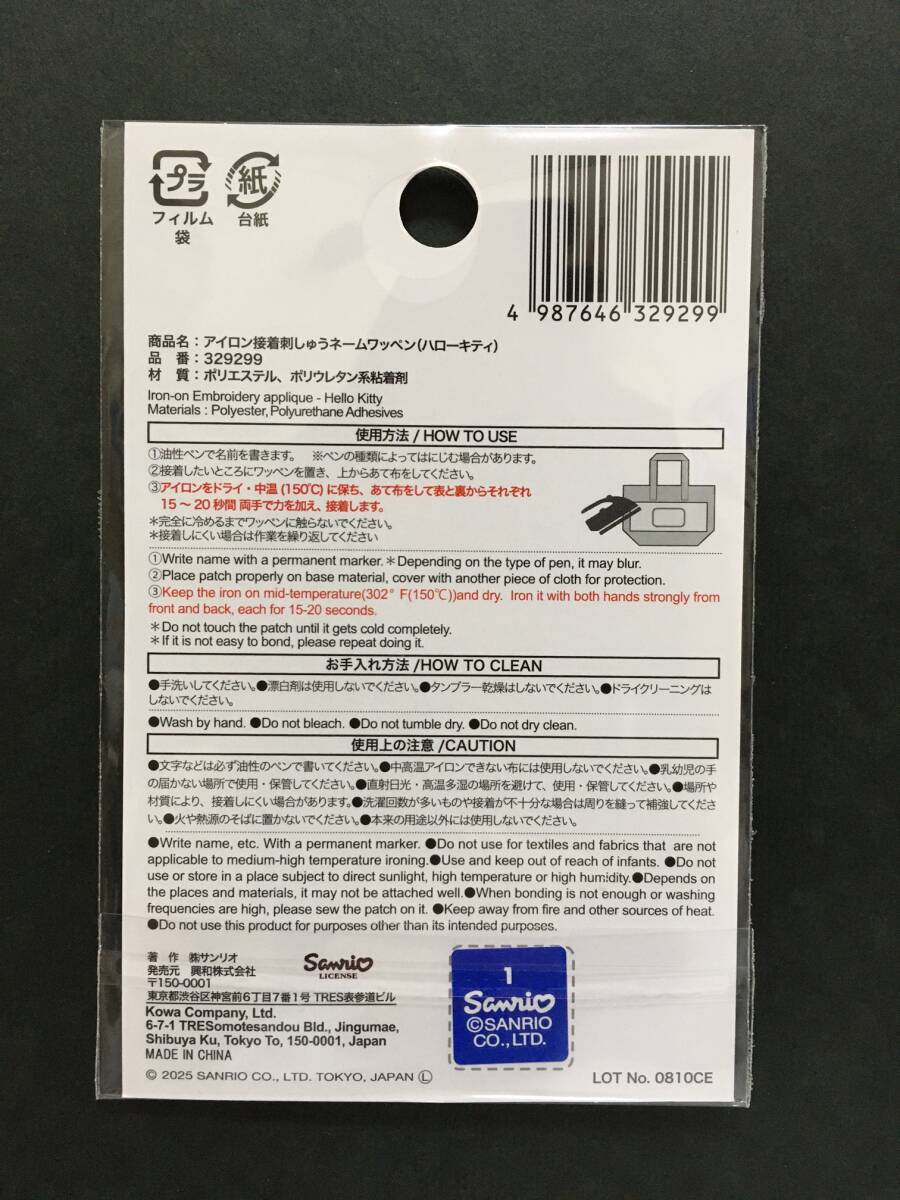 プラ
フィルム
袋
紙
台紙
4 987646 329299
商品名：アイロン接着刺しゅうネームワッペン（ハローキティ）
品 番：329299
材 質：ポリエステル、ポリウレタン系粘着剤
Iron-on Embroidery applique - Hello Kitty
Materials : Polyester, Polyurethane Adhesives
使用方法 / HOW TO USE
①油性ペンで名前を書きます。 ※ペンの種類によってはにじむ場合があります。
②接着したいところにワッペンを置き、上からあて布をしてください。
③アイロンをドライ・中温（150℃）に保ち、あて布をして表と裏からそれぞれ
15～20秒間 両手で力を加え、接着します。
＊完全に冷めるまでワッペンに触らないでください。
＊接着しにくい場合は作業を繰り返してください
①Write name with a permanent marker.＊Depending on the type of pen, it may blur.
②Place patch properly on base material, cover with another piece of cloth for protection.
③Keep the iron on mid-temperature(302° F(150℃))and dry. Iron it with both hands strongly from
front and back, each for 15-20 seconds.
＊Do not touch the patch until it gets cold completely.
＊If it is not easy to bond, please repeat doing it.
お手入れ方法 /HOW TO CLEAN
●手洗いしてください。●漂白剤は使用しないでください。●タンブラー乾燥はしないでください。●ドライクリーニングは
しないでください。
●Wash by hand. ●Do not bleach. ●Do not tumble dry. ●Do not dry clean.
使用上の注意 /CAUTION
●文字などは必ず油性のペンで書いてください。●中高温アイロンできない布には使用しないでください。●乳幼児の手
の届かない場所で使用・保管してください。●直射日光・高温多湿の場所を避けて、使用・保管してください。●場所や
材質により、接着しにくい場合があります。●洗濯回数が多いものや接着が不十分な場合は周りを縫って補強してくださ
い。●火や熱源のそばに置かないでください。●本来の用途以外には使用しないでください。
●Write name, etc. With a permanent marker. ●Do not use for textiles and fabrics that are not
applicable to medium-high temperature ironing.●Use and keep out of reach of infants. ●Do not
use or store in a place subject to direct sunlight, high temperature or high humidity.●Depends on
the places and materials, it may not be attached well.●When bonding is not enough or washing
frequencies are high, please sew the patch on it. ●Keep away from fire and other sources of heat.
●Do not use this product for purposes other than its intended purposes.
著 作 ㈱サンリオ
発売元 興和株式会社
〒150-0001
東京都渋谷区神宮前6丁目7番1号 TRES表参道ビル
Kowa Company, Ltd.
6-7-1 TRESomotesandou Bld., Jingumae,
Shibuya Ku, Tokyo To, 150-0001, Japan
MADE IN CHINA
© 2025 SANRIO CO., LTD. TOKYO, JAPAN Ⓛ
Sanrio
LICENSE
1
Sanrio
©SANRIO
CO.,LTD.
LOT No. 0810CE